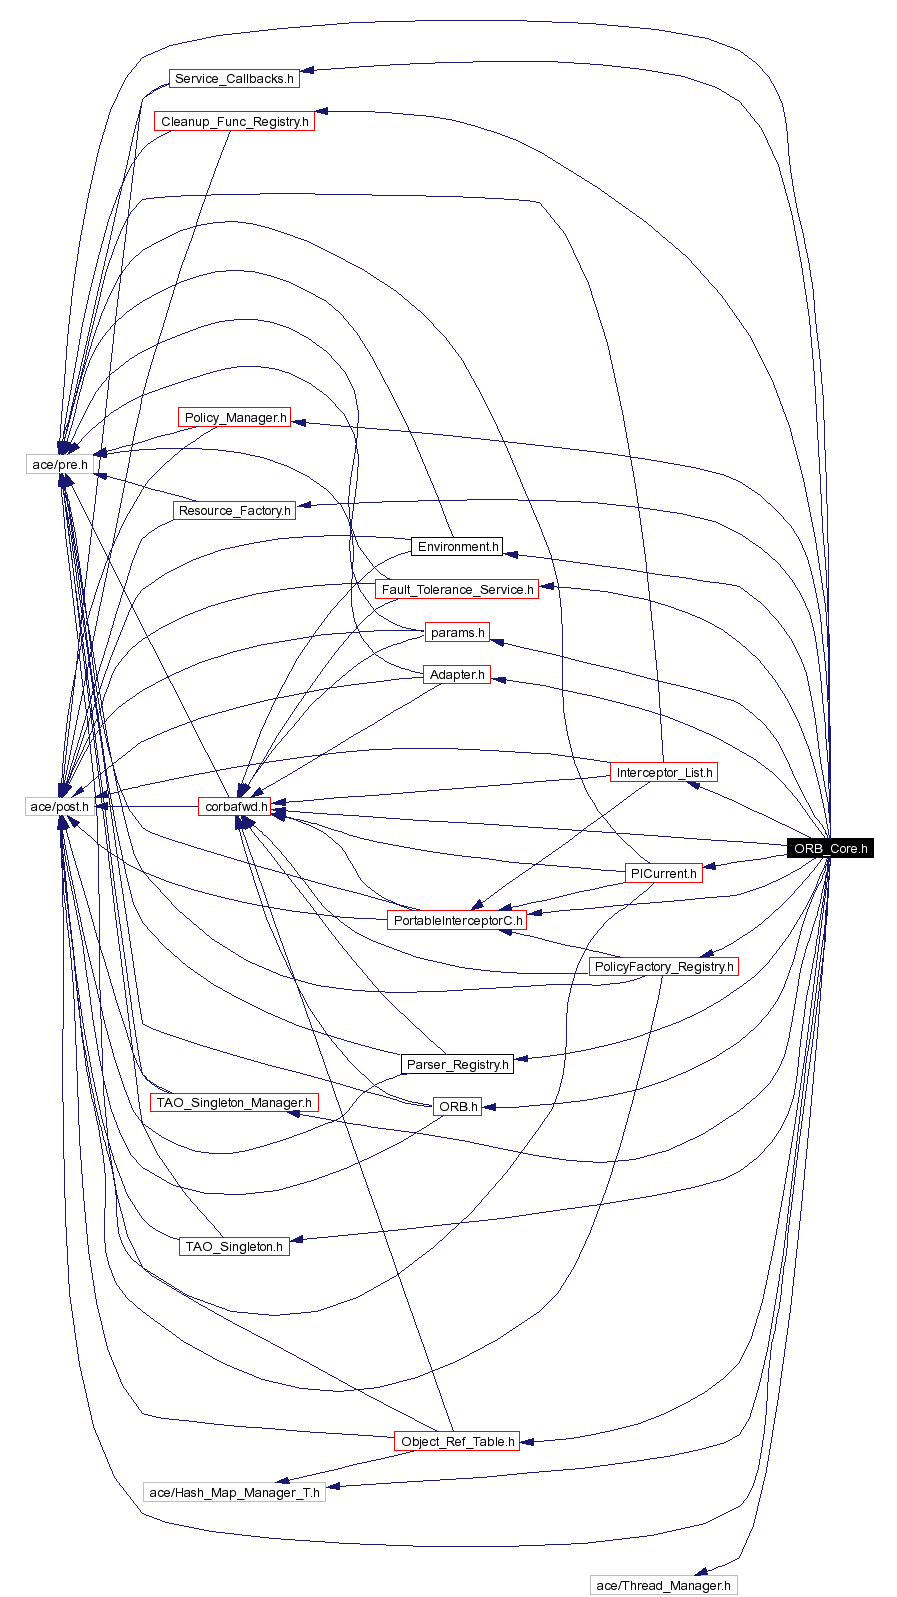 Service_Callbacks.h
Cleanup_Func_Registry.h
Policy_Manager.h
ace/pre.h
Resource_Factory.h
Environment.h
Fault_Tolerance_Service.h
params.h
Adapter.h
Interceptor_List.h
ace/post.h
corbafwd.h
ORB_Core.h
PICurrent.h
PortableInterceptorC.h
PolicyFactory_Registry.h
Parser_Registry.h
TAO_Singleton_Manager.h
ORB.h
TAO_Singleton.h
Object_Ref_Table.h
ace/Hash_Map_Manager_T.h
ace/Thread_Manager.h